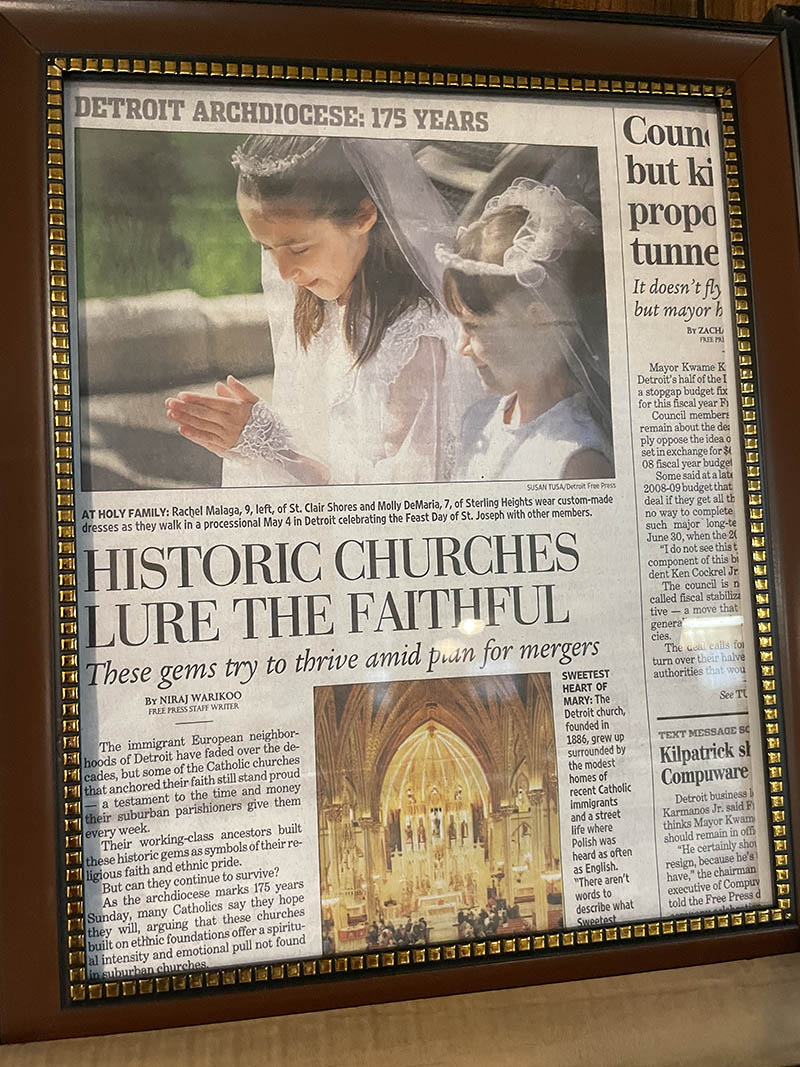 DETROIT ARCHDIOCESE: 175 YEARS
SUSAN TUSA/Detroit Free Press
AT HOLY FAMILY: Rachel Malaga, 9, left, of St. Clair Shores and Molly DeMaria, 7, of Sterling Heights wear custom-made
dresses as they walk in a processional May 4 in Detroit celebrating the Feast Day of St. Joseph with other members.
HISTORIC CHURCHES
LURE THE FAITHFUL
These gems try to thrive amid plan for mergers
BY NIRAJ WARIKOO
FREE PRESS STAFF WRITER
The immigrant European neighbor-
hoods of Detroit have faded over the de-
cades, but some of the Catholic churches
that anchored their faith still stand proud
— a testament to the time and money
their suburban parishioners give them
every week.
Their working-class ancestors built
these historic gems as symbols of their re-
ligious faith and ethnic pride.
But can they continue to survive?
As the archdiocese marks 175 years
Sunday, many Catholics say they hope
they will, arguing that these churches
built on ethnic foundations offer a spiritu-
al intensity and emotional pull not found
in suburban churches.
SWEETEST
HEART OF
MARY: The
Detroit church,
founded in
1886, grew up
surrounded by
the modest
homes of
recent Catholic
immigrants
and a street
life where
Polish was
heard as often
as English.
"There aren't
words to
describe what
Sweetest
Coun
but ki
propo
tunne
It doesn't fly
but mayor h
BY ZACH
FREE PRE
Mayor Kwame K
Detroit's half of the
a stopgap budget fix
for this fiscal year
Council members
remain about the
ply oppose the idea o
set in exchange for
08 fiscal year budget
Some said at a late
2008-09 budget that
deal if they get all th
no way to complete
such major long-te
June 30, when the
"I do not see this t
component of this
dent Ken Cockrel Jr
The council is n
called fiscal stabiliz
tive — a move that
genera
cies.
The deal calls for
turn over their halve
authorities that wou
See
TEXT MESSAGE SC
Kilpatrick
Compuware
Detroit business
Karmanos Jr. said
thinks Mayor Kwam
should remain in offi
"He certainly
resign, because he's
have," the chairman
executive of Compuw
told the Free Press